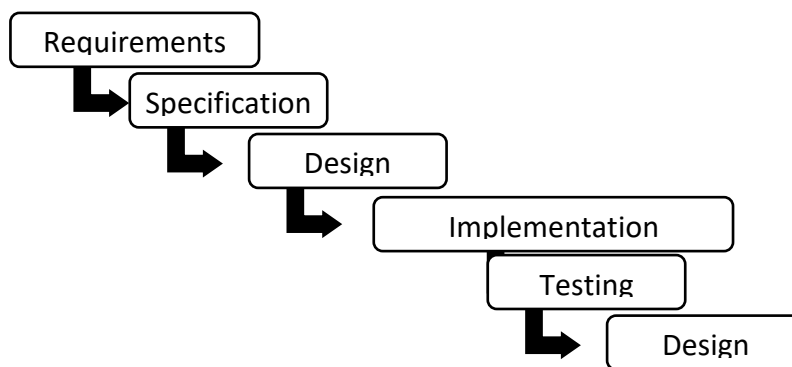 Requirements
Specification
Design
Implementation
Testing
Design